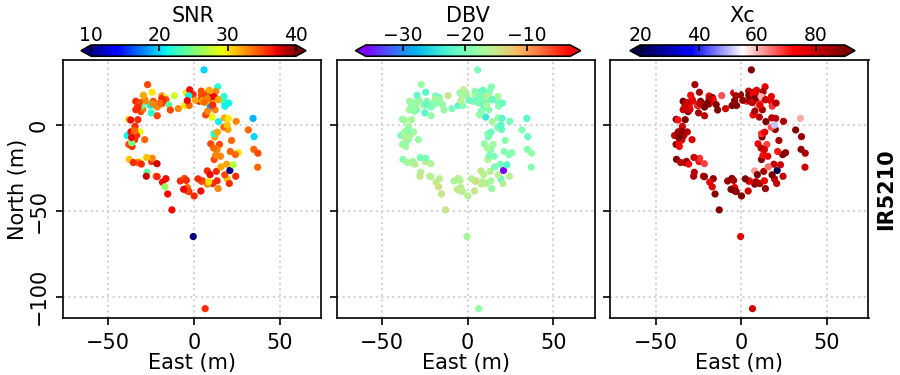 SNR DBV Xc
10 20 30 40 −30 −20 −10 20 40 60 80
North (m)
0
−50
−100
−50 0 50 −50 0 50 −50 0 50
East (m) East (m) East (m)
IR5210